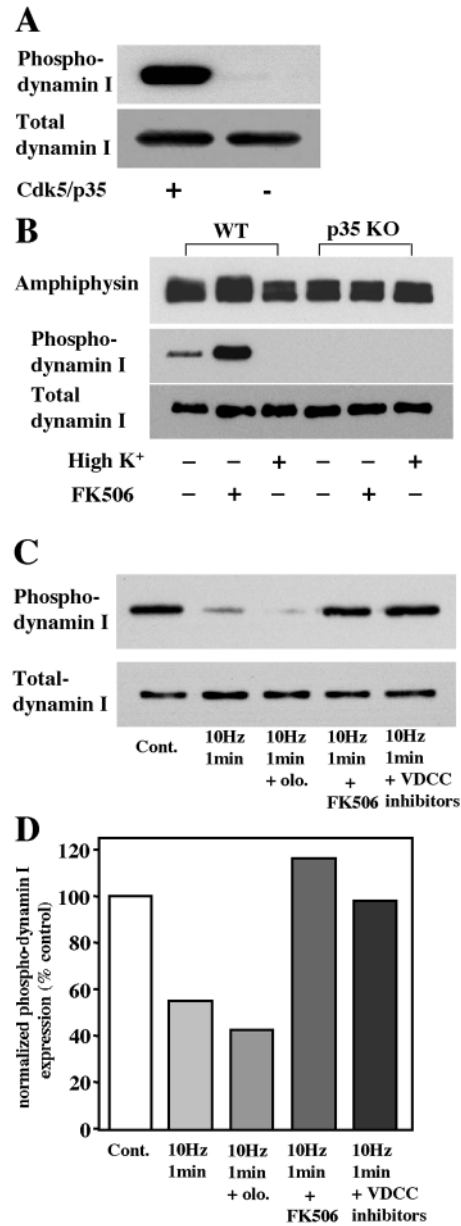 A
Phospho-
dynamin I
Total
dynamin I
Cdk5/p35 + -
B
WT p35 KO
Amphiphysin
Phospho-
dynamin I
Total
dynamin I
High K+ − − + − − +
FK506 − + − − + −
C
Phospho-
dynamin I
Total-
dynamin I
Cont.
10Hz
1min
10Hz
1min
+ olo.
10Hz
1min
+
FK506
10Hz
1min
+ VDCC
inhibitors
D
normalized phospho-dynamin I
expression (% control)
120
100
80
60
40
20
0
Cont.
10Hz
1min
10Hz
1min
+ olo.
10Hz
1min
+
FK506
10Hz
1min
+ VDCC
inhibitors